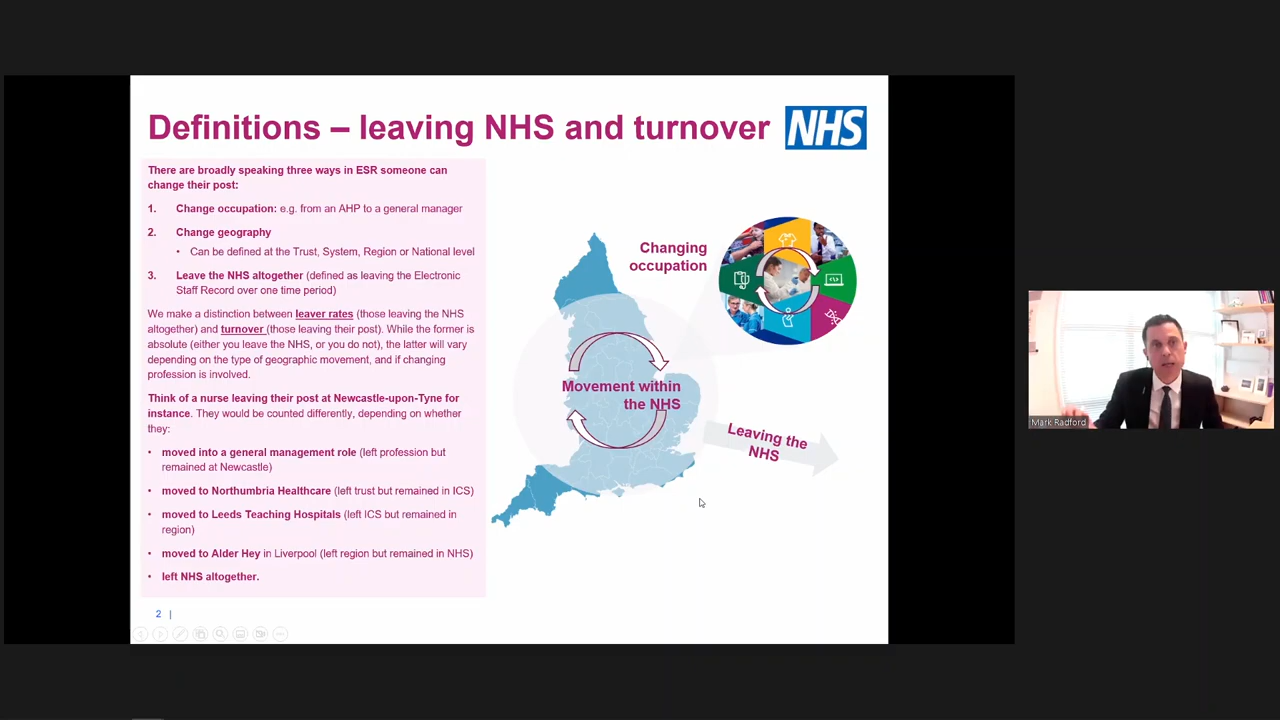 Definitions – leaving NHS and turnover
NHS
There are broadly speaking three ways in ESR someone can
change their post:
1. Change occupation: e.g. from an AHP to a general manager
2. Change geography
• Can be defined at the Trust, System, Region or National level
3. Leave the NHS altogether (defined as leaving the Electronic
Staff Record over one time period)
We make a distinction between leaver rates (those leaving the NHS
altogether) and turnover (those leaving their post). While the former is
absolute (either you leave the NHS, or you do not), the latter will vary
depending on the type of geographic movement, and if changing
profession is involved.
Think of a nurse leaving their post at Newcastle-upon-Tyne for
instance. They would be counted differently, depending on whether
they:
• moved into a general management role (left profession but
remained at Newcastle)
• moved to Northumbria Healthcare (left trust but remained in ICS)
• moved to Leeds Teaching Hospitals (left ICS but remained in
region)
• moved to Alder Hey in Liverpool (left region but remained in NHS)
• left NHS altogether.
Changing
occupation
Movement within
the NHS
Leaving the
NHS
2 |
Mark Radford